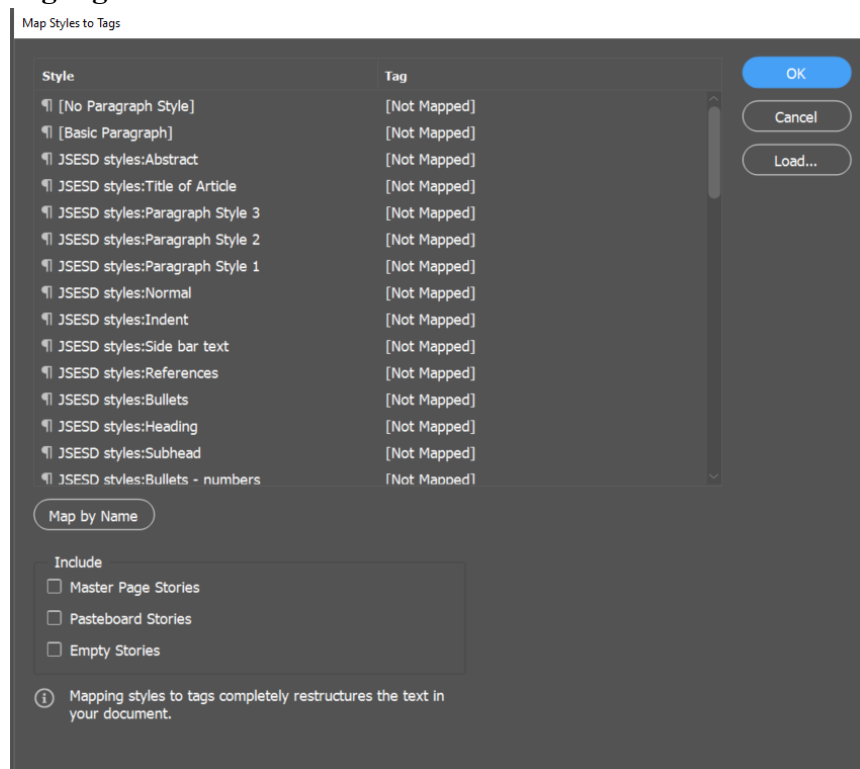 Map Styles to Tags
Style Tag
¶ [No Paragraph Style] [Not Mapped]
¶ [Basic Paragraph] [Not Mapped]
¶ JSESD styles:Abstract [Not Mapped]
¶ JSESD styles:Title of Article [Not Mapped]
¶ JSESD styles:Paragraph Style 3 [Not Mapped]
¶ JSESD styles:Paragraph Style 2 [Not Mapped]
¶ JSESD styles:Paragraph Style 1 [Not Mapped]
¶ JSESD styles:Normal [Not Mapped]
¶ JSESD styles:Indent [Not Mapped]
¶ JSESD styles:Side bar text [Not Mapped]
¶ JSESD styles:References [Not Mapped]
¶ JSESD styles:Bullets [Not Mapped]
¶ JSESD styles:Heading [Not Mapped]
¶ JSESD styles:Subhead [Not Mapped]
¶ JSESD styles:Bullets - numbers [Not Mapped]
OK
Cancel
Load...
Map by Name
Include
Master Page Stories
Pasteboard Stories
Empty Stories
Mapping styles to tags completely restructures the text in
your document.